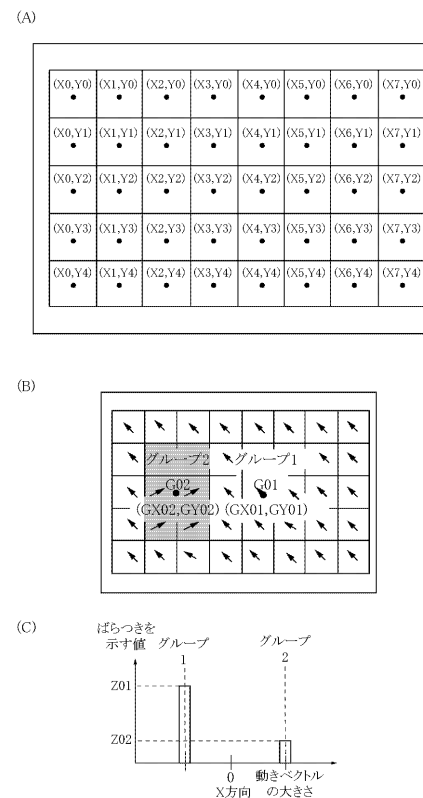 (A)
(X0,Y0) (X1,Y0) (X2,Y0) (X3,Y0) (X4,Y0) (X5,Y0) (X6,Y0) (X7,Y0)
(X0,Y1) (X1,Y1) (X2,Y1) (X3,Y1) (X4,Y1) (X5,Y1) (X6,Y1) (X7,Y1)
(X0,Y2) (X1,Y2) (X2,Y2) (X3,Y2) (X4,Y2) (X5,Y2) (X6,Y2) (X7,Y2)
(X0,Y3) (X1,Y3) (X2,Y3) (X3,Y3) (X4,Y3) (X5,Y3) (X6,Y3) (X7,Y3)
(X0,Y4) (X1,Y4) (X2,Y4) (X3,Y4) (X4,Y4) (X5,Y4) (X6,Y4) (X7,Y4)
(B)
グループ2 グループ1
G02 G01
(GX02,GY02) (GX01,GY01)
(C)
ばらつきを
示す値
グループ
1
グループ
2
Z01
Z02
0
X方向
動きベクトル
の大きさ